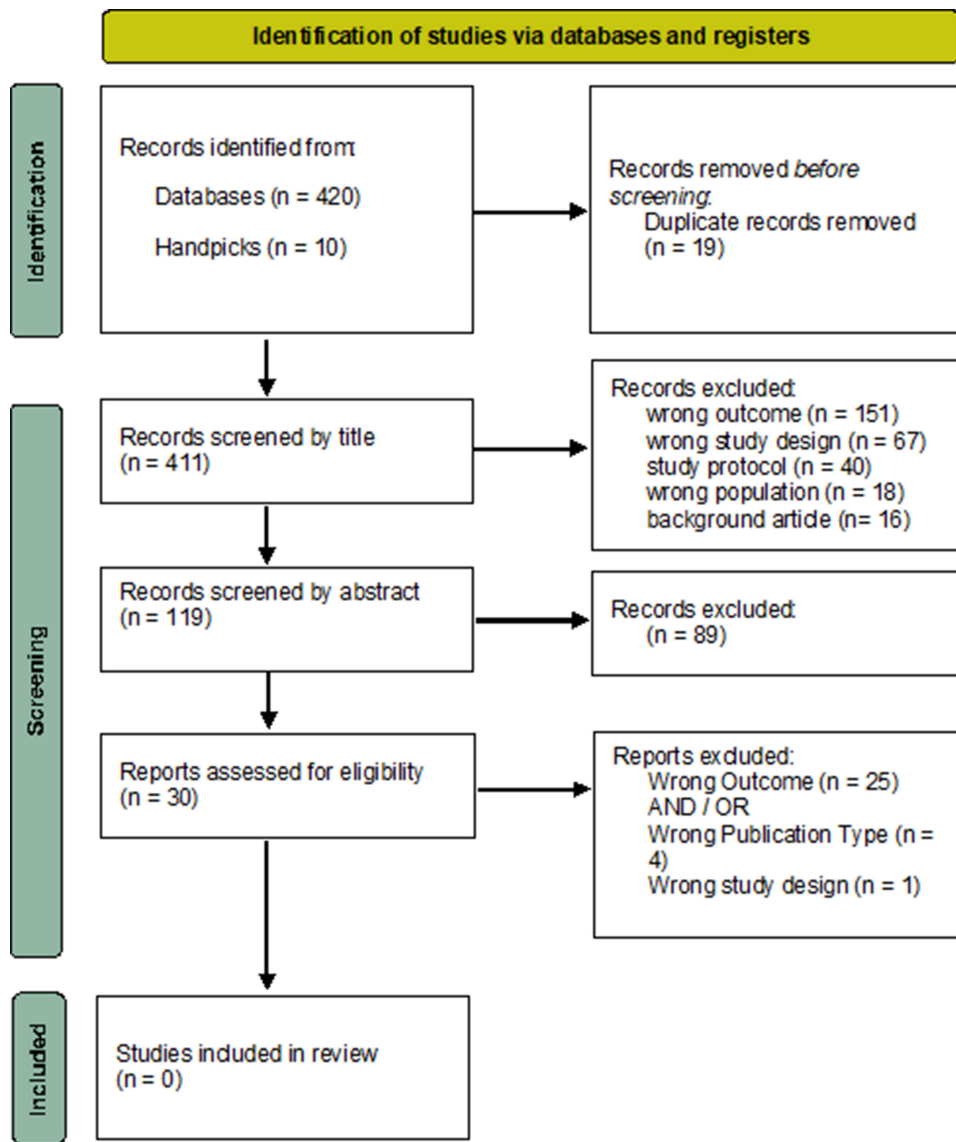 Identification of studies via databases and registers
Identification
Records identified from:
Databases (n = 420)
Handpicks (n = 10)
Records removed before
screening:
Duplicate records removed
(n = 19)
Screening
Records screened by title
(n = 411)
Records excluded:
wrong outcome (n = 151)
wrong study design (n = 67)
study protocol (n = 40)
wrong population (n = 18)
background article (n= 16)
Records screened by abstract
(n = 119)
Records excluded:
(n = 89)
Reports assessed for eligibility
(n = 30)
Reports excluded:
Wrong Outcome (n = 25)
AND / OR
Wrong Publication Type (n =
4)
Wrong study design (n = 1)
Included
Studies included in review
(n = 0)